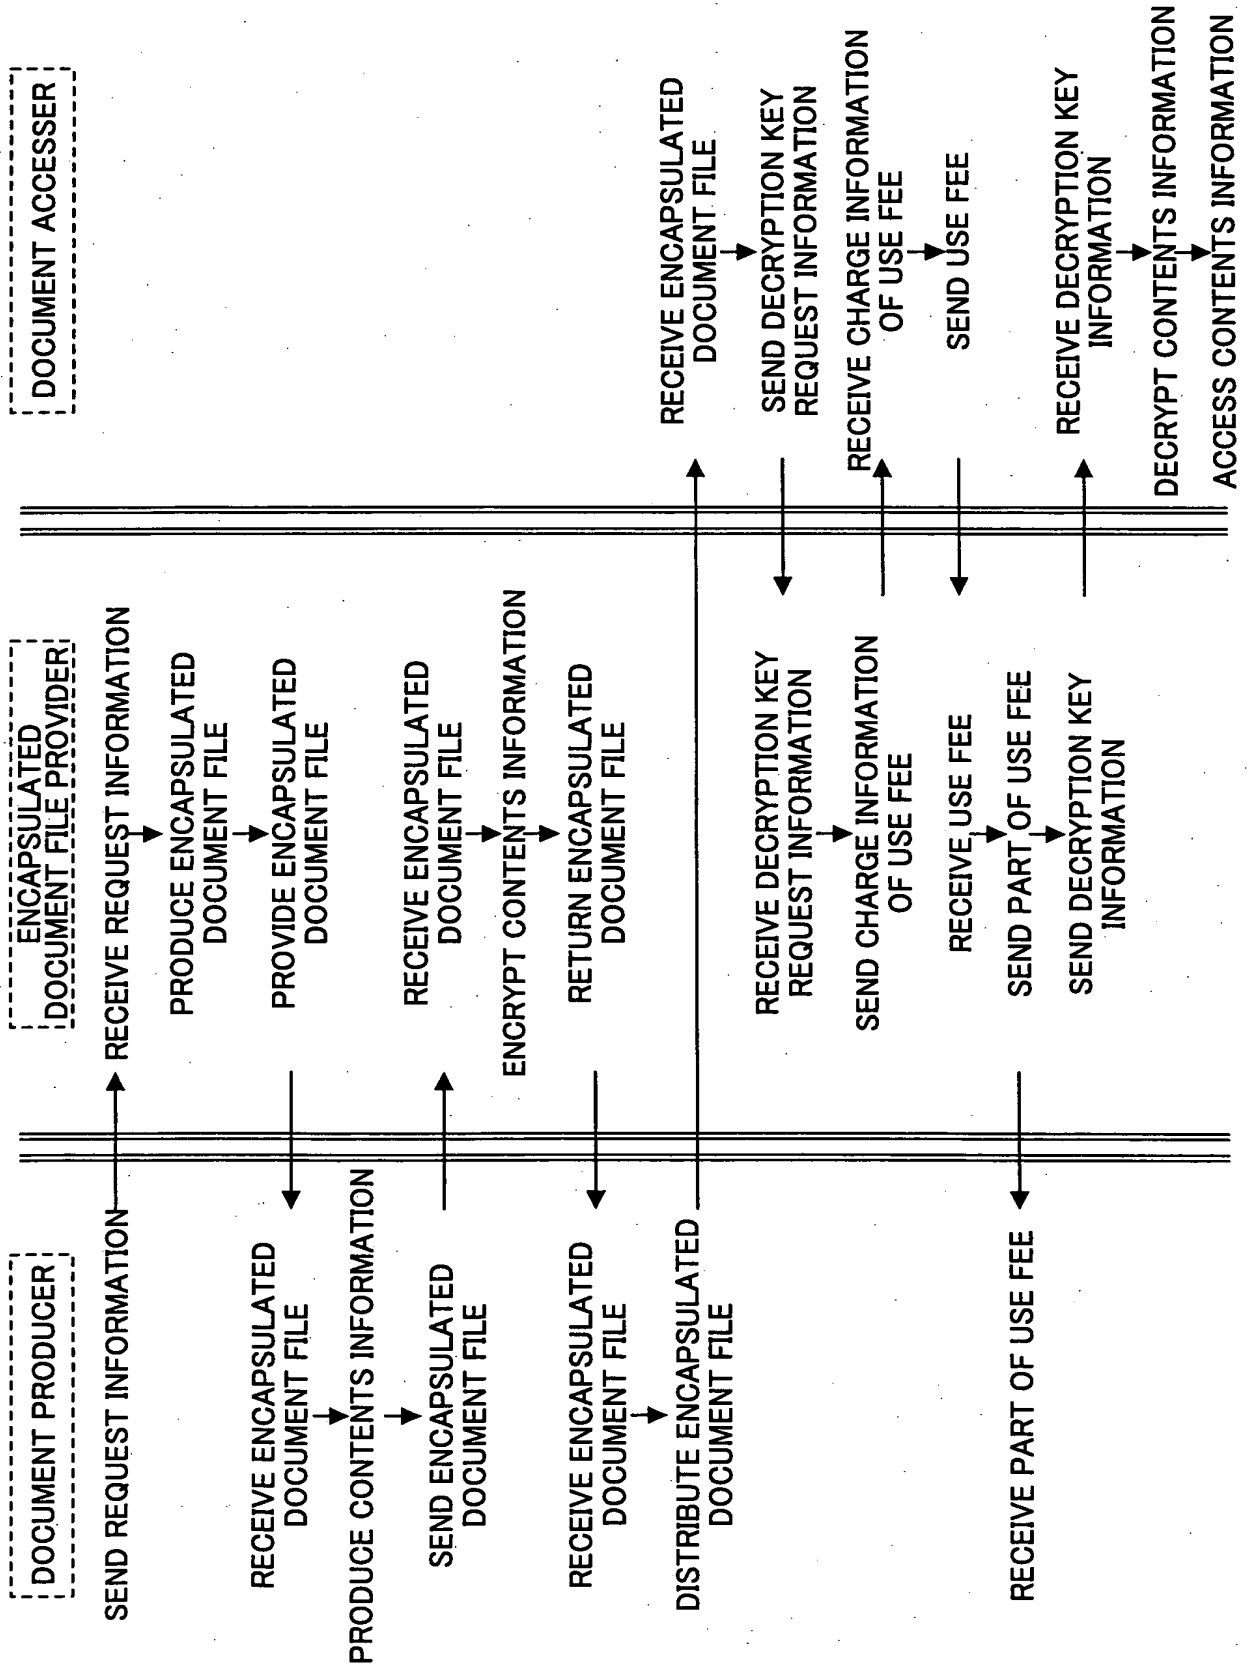 DOCUMENT PRODUCER
SEND REQUEST INFORMATION
RECEIVE ENCAPSULATED
DOCUMENT FILE
PRODUCE CONTENTS INFORMATION
SEND ENCAPSULATED
DOCUMENT FILE
RECEIVE ENCAPSULATED
DOCUMENT FILE
DISTRIBUTE ENCAPSULATED
DOCUMENT FILE
RECEIVE PART OF USE FEE
ENCAPSULATED
DOCUMENT FILE PROVIDER
RECEIVE REQUEST INFORMATION
PRODUCE ENCAPSULATED
DOCUMENT FILE
PROVIDE ENCAPSULATED
DOCUMENT FILE
RECEIVE ENCAPSULATED
DOCUMENT FILE
ENCRYPT CONTENTS INFORMATION
RETURN ENCAPSULATED
DOCUMENT FILE
RECEIVE DECRYPTION KEY
REQUEST INFORMATION
SEND CHARGE INFORMATION
OF USE FEE
RECEIVE USE FEE
SEND PART OF USE FEE
SEND DECRYPTION KEY
INFORMATION
DOCUMENT ACCESSER
RECEIVE ENCAPSULATED
DOCUMENT FILE
SEND DECRYPTION KEY
REQUEST INFORMATION
RECEIVE CHARGE INFORMATION
OF USE FEE
SEND USE FEE
RECEIVE DECRYPTION KEY
INFORMATION
DECRYPT CONTENTS INFORMATION
ACCESS CONTENTS INFORMATION